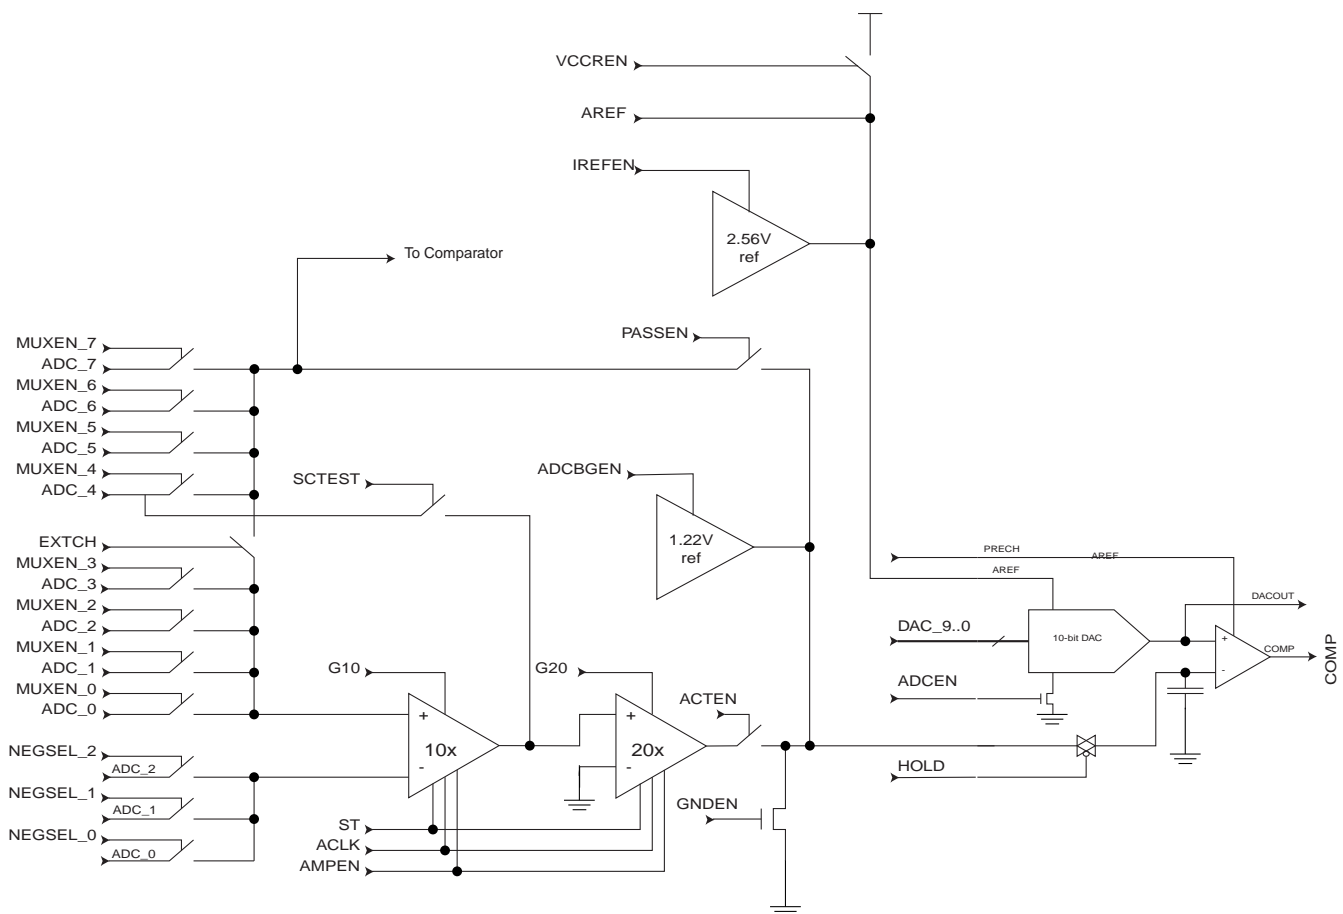 VCCREN
AREF
IREFEN
2.56V
ref
To Comparator
PASSEN
MUXEN_7
ADC_7
MUXEN_6
ADC_6
MUXEN_5
ADC_5
MUXEN_4
ADC_4
SCTEST
ADCBGEN
1.22V
ref
EXTCH
MUXEN_3
ADC_3
MUXEN_2
ADC_2
MUXEN_1
ADC_1
MUXEN_0
ADC_0
PRECH
AREF
AREF
DACOUT
DAC_9..0
10-bit DAC
+
-
COMP
COMP
ADCEN
G10
G20
ACTEN
+
10x
-
+
20x
-
HOLD
NEGSEL_2
ADC_2
NEGSEL_1
ADC_1
NEGSEL_0
ADC_0
GNDEN
ST
ACLK
AMPEN